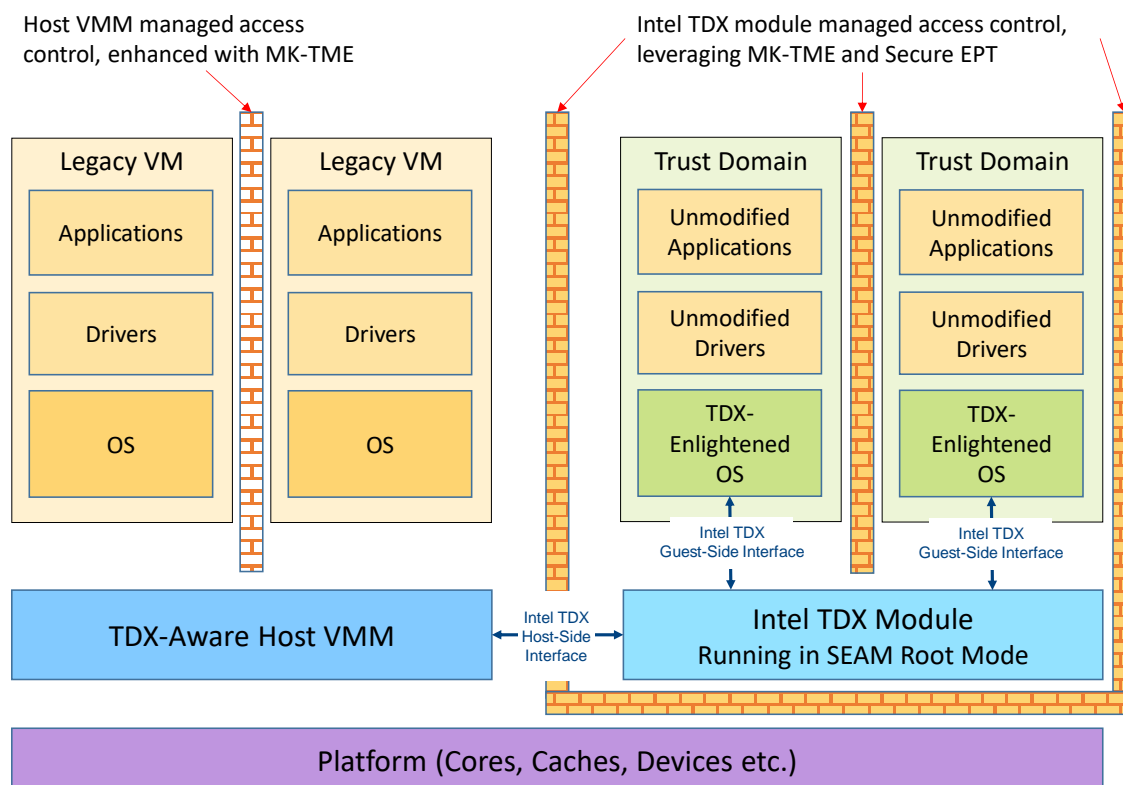 Host VMM managed access
control, enhanced with MK-TME
Intel TDX module managed access control,
leveraging MK-TME and Secure EPT
Legacy VM
Applications
Drivers
OS
Legacy VM
Applications
Drivers
OS
Trust Domain
Unmodified
Applications
Unmodified
Drivers
TDX-
Enlightened
OS
Trust Domain
Unmodified
Applications
Unmodified
Drivers
TDX-
Enlightened
OS
Intel TDX
Guest-Side Interface
Intel TDX
Guest-Side Interface
TDX-Aware Host VMM
Intel TDX
Host-Side
Interface
Intel TDX Module
Running in SEAM Root Mode
Platform (Cores, Caches, Devices etc.)